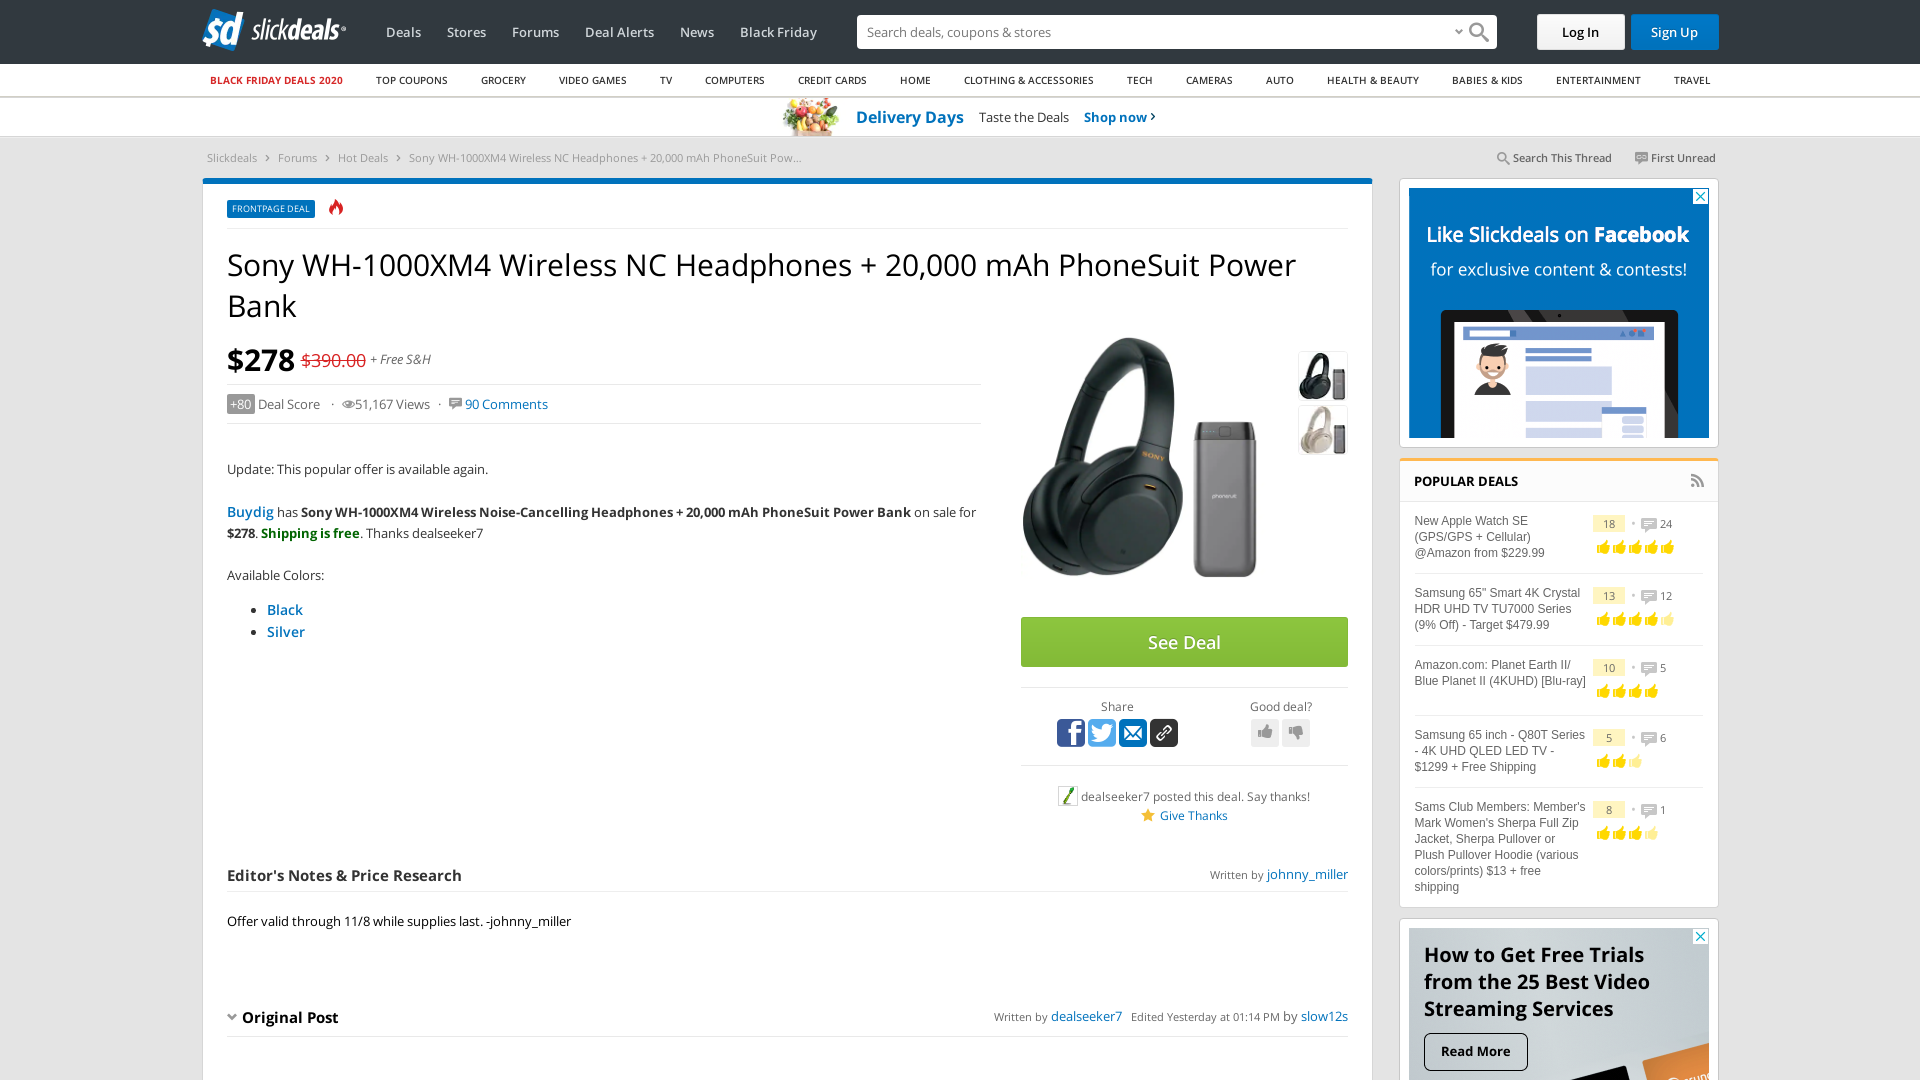 slickdeals
Deals
Stores
Forums
Deal Alerts
News
Black Friday
Search deals, coupons & stores
Log In
Sign Up
BLACK FRIDAY DEALS 2020
TOP COUPONS
GROCERY
VIDEO GAMES
TV
COMPUTERS
CREDIT CARDS
HOME
CLOTHING & ACCESSORIES
TECH
CAMERAS
AUTO
HEALTH & BEAUTY
BABIES & KIDS
ENTERTAINMENT
TRAVEL
Delivery Days Taste the Deals Shop now
Slickdeals > Forums > Hot Deals > Sony WH-1000XM4 Wireless NC Headphones + 20,000 mAh PhoneSuit Pow...
Search This Thread
First Unread
FRONTPAGE DEAL
Sony WH-1000XM4 Wireless NC Headphones + 20,000 mAh PhoneSuit Power
Bank
$278 $390.00 + Free S&H
+80 Deal Score · 51,167 Views · 90 Comments
Update: This popular offer is available again.
Buydig has Sony WH-1000XM4 Wireless Noise-Cancelling Headphones + 20,000 mAh PhoneSuit Power Bank on sale for
$278. Shipping is free. Thanks dealseeker7
Available Colors:
Black
Silver
SONY
phonesuit
See Deal
Share
Good deal?
dealseeker7 posted this deal. Say thanks!
Give Thanks
Editor's Notes & Price Research
Written by johnny_miller
Offer valid through 11/8 while supplies last. -johnny_miller
Original Post
Written by dealseeker7 Edited Yesterday at 01:14 PM by slow12s
Like Slickdeals on Facebook
for exclusive content & contests!
POPULAR DEALS
New Apple Watch SE
(GPS/GPS + Cellular)
@Amazon from $229.99
18 • 24
Samsung 65" Smart 4K Crystal
HDR UHD TV TU7000 Series
(9% Off) - Target $479.99
13 • 12
Amazon.com: Planet Earth II/
Blue Planet II (4KUHD) [Blu-ray]
10 • 5
Samsung 65 inch - Q80T Series
- 4K UHD QLED LED TV -
$1299 + Free Shipping
5 • 6
Sams Club Members: Member's
Mark Women's Sherpa Full Zip
Jacket, Sherpa Pullover or
Plush Pullover Hoodie (various
colors/prints) $13 + free
shipping
8 • 1
How to Get Free Trials
from the 25 Best Video
Streaming Services
Read More